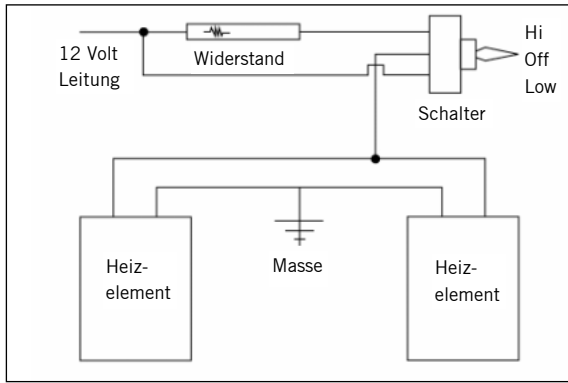 12 Volt
Leitung
Widerstand
Hi
Off
Low
Schalter
Heiz-
element
Masse
Heiz-
element